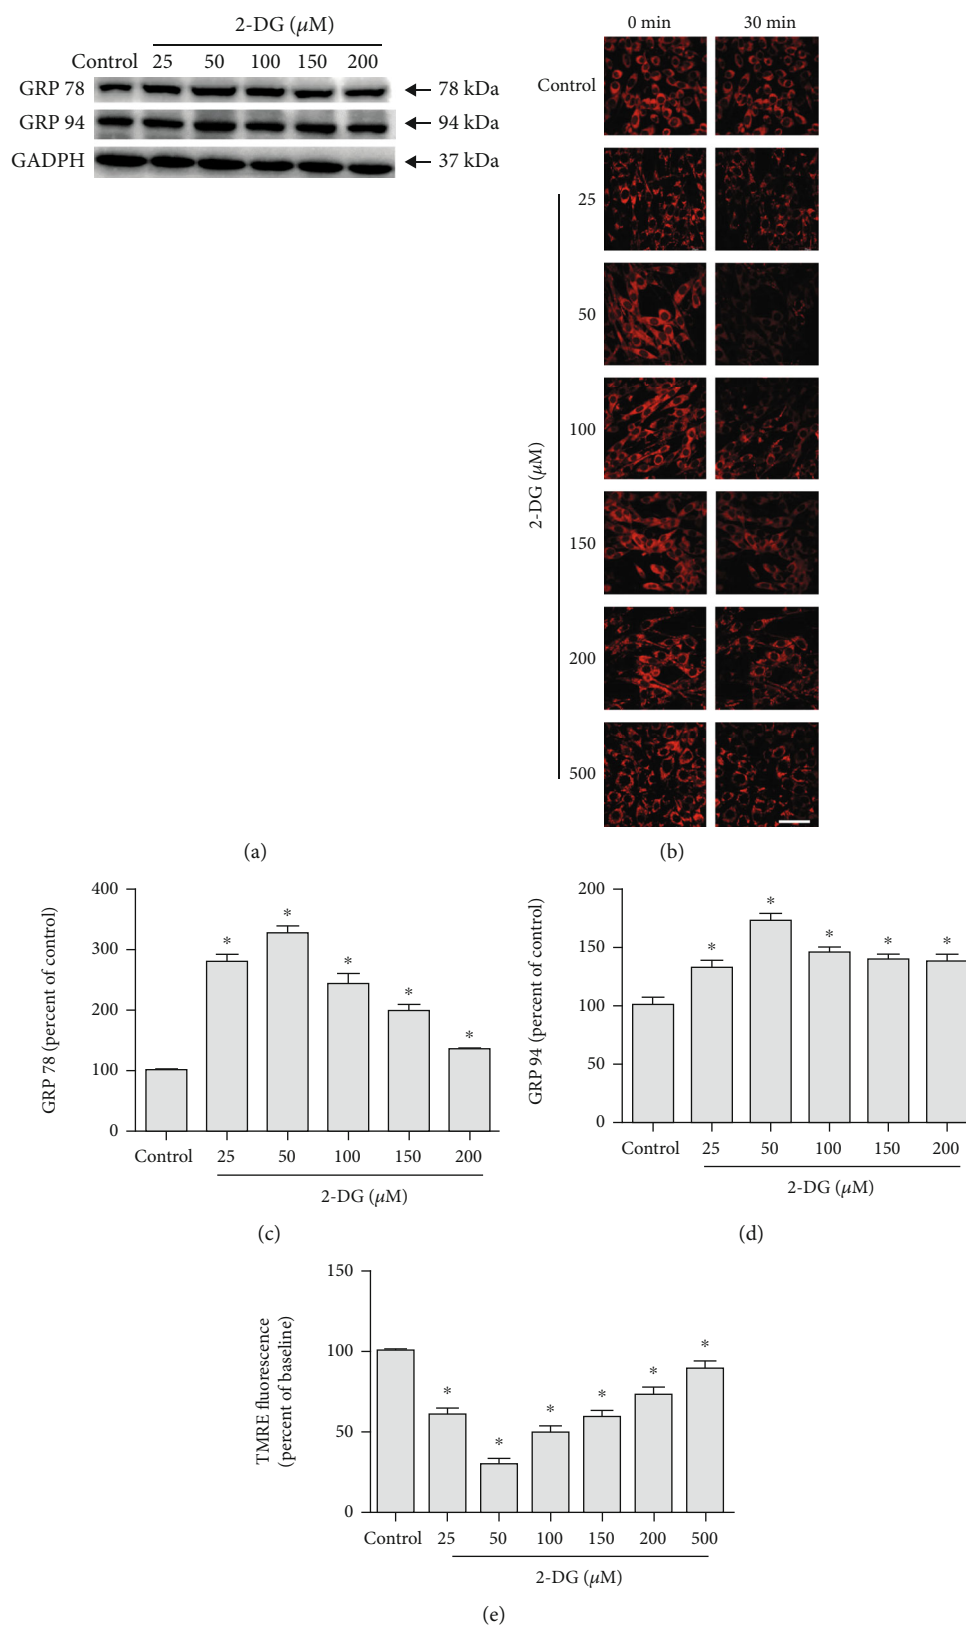 2-DG (μM)
Control 25 50 100 150 200
GRP 78 78 kDa
GRP 94 94 kDa
GADPH 37 kDa
(a)
0 min 30 min
Control
25
50
100
150
200
500
2-DG (μM)
(b)
400
300
200
100
0
GRP 78 (percent of control)
* * * * *
Control 25 50 100 150 200
2-DG (μM)
(c)
200
150
100
50
0
GRP 94 (percent of control)
* * * * *
Control 25 50 100 150 200
2-DG (μM)
(d)
150
100
50
0
TMRE fluorescence
(percent of baseline)
* * * * * *
Control 25 50 100 150 200 500
2-DG (μM)
(e)